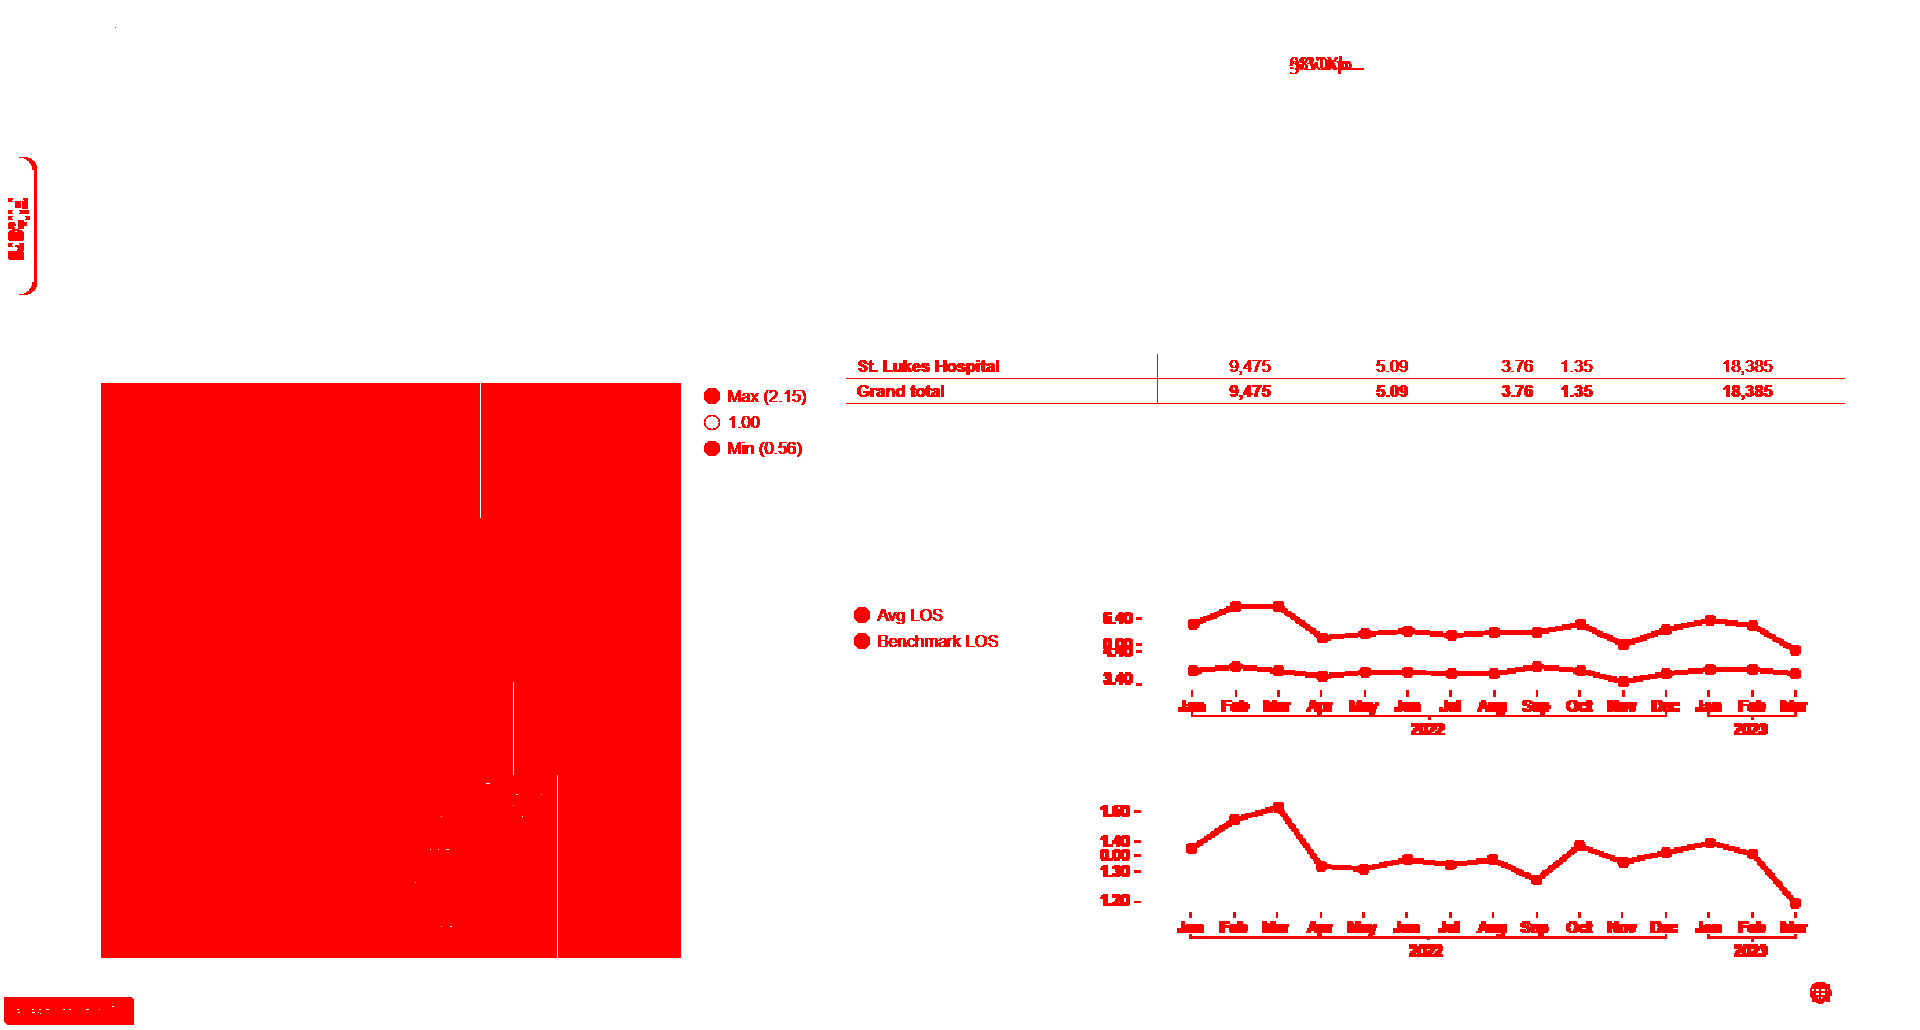 St. Lukes Hospital 9,475 5.09 3.76 1.35 18,385
Grand total 9,475 5.09 3.76 1.35 18,385
Max (2.15)
1.00
Min (0.56)
Avg LOS
Benchmark LOS
3.40
Jan Feb Mar Apr May Jun Jul Aug Sep Oct Nov Dec Jan Feb Mar
2022 2023
1.60
1.40
0.00
1.30
1.20
Jan Feb Mar Apr May Jun Jul Aug Sep Oct Nov Dec Jan Feb Mar
2022 2023